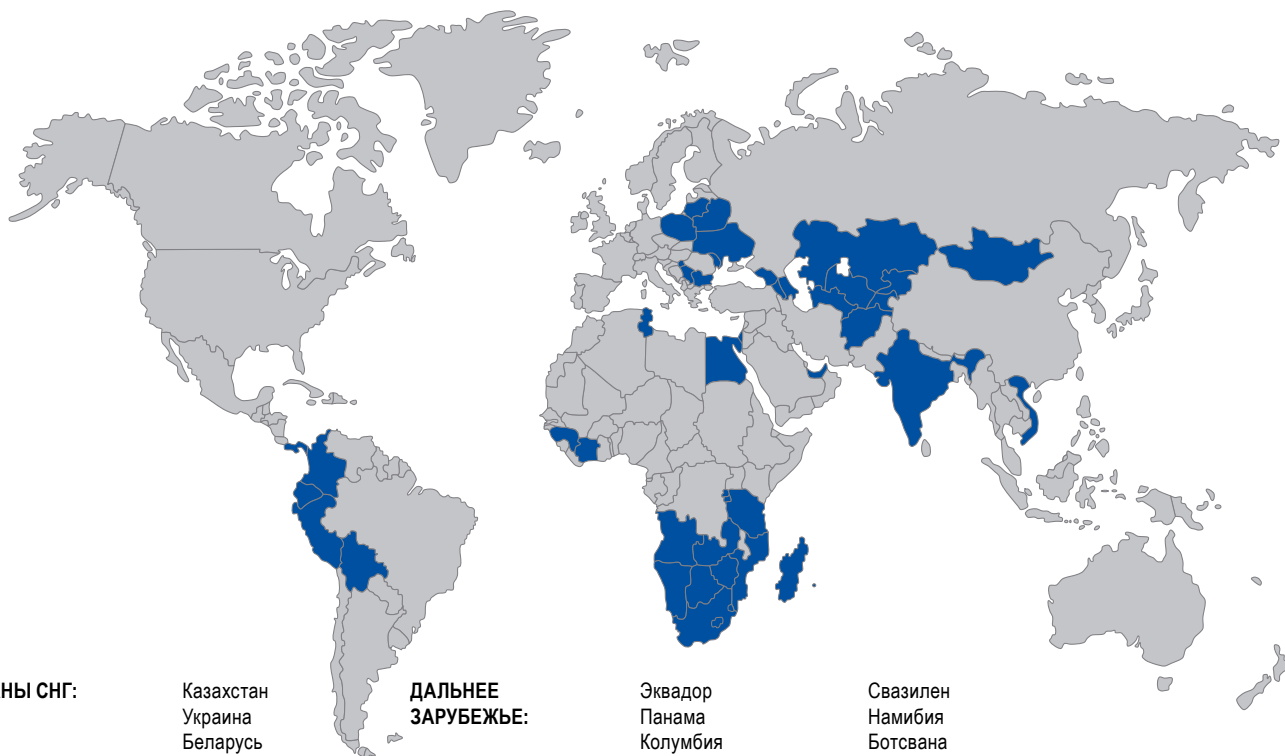 НЫ СНГ:
Казахстан
Украина
Беларусь
ДАЛЬНЕЕ
ЗАРУБЕЖЬЕ:
Эквадор
Панама
Колумбия
Свазилен
Намибия
Ботсвана